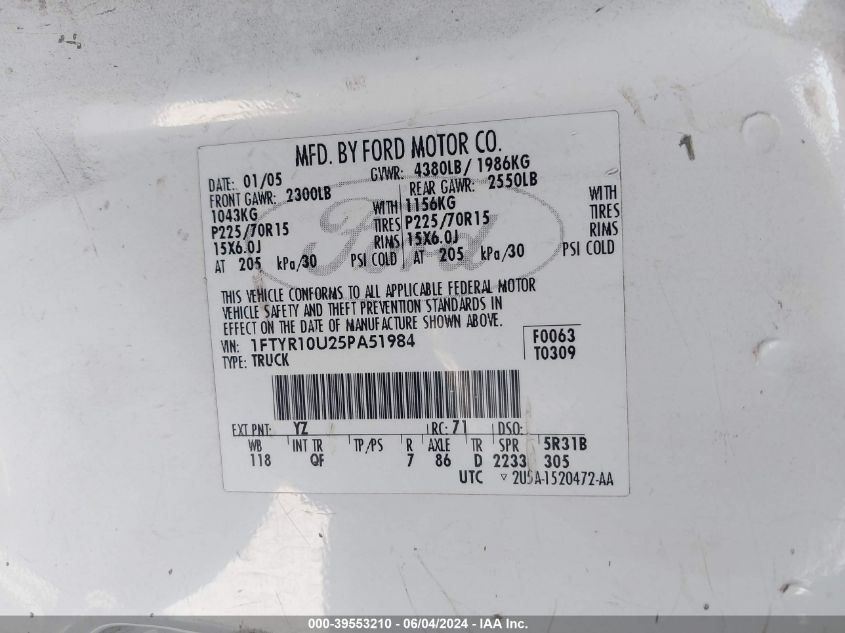 MFD. BY FORD MOTOR CO.
DATE: 01/05 GVWR: 4380LB/ 1986KG
FRONT GAWR: 2300LB REAR GAWR: 2550LB
1043KG WITH 1156KG WITH
P225/70R15 TIRES P225/70R15 TIRES
15X6.0J RIMS 15X6.0J RIMS
AT 205 kPa/30 PSI COLD AT 205 kPa/30 PSI COLD
Ford
THIS VEHICLE CONFORMS TO ALL APPLICABLE FEDERAL MOTOR
VEHICLE SAFETY AND THEFT PREVENTION STANDARDS IN
EFFECT ON THE DATE OF MANUFACTURE SHOWN ABOVE.
VIN: 1FTYR10U25PA51984 F0063
TYPE: TRUCK T0309
EXT PNT: YZ RC: 71 DSO:
WB INT TR TP/PS R AXLE TR SPR 5R31B
118 QF 7 86 D 2233 305
UTC ▿ 2U5A-1520472-AA
000-39553210 - 06/04/2024 - IAA Inc.